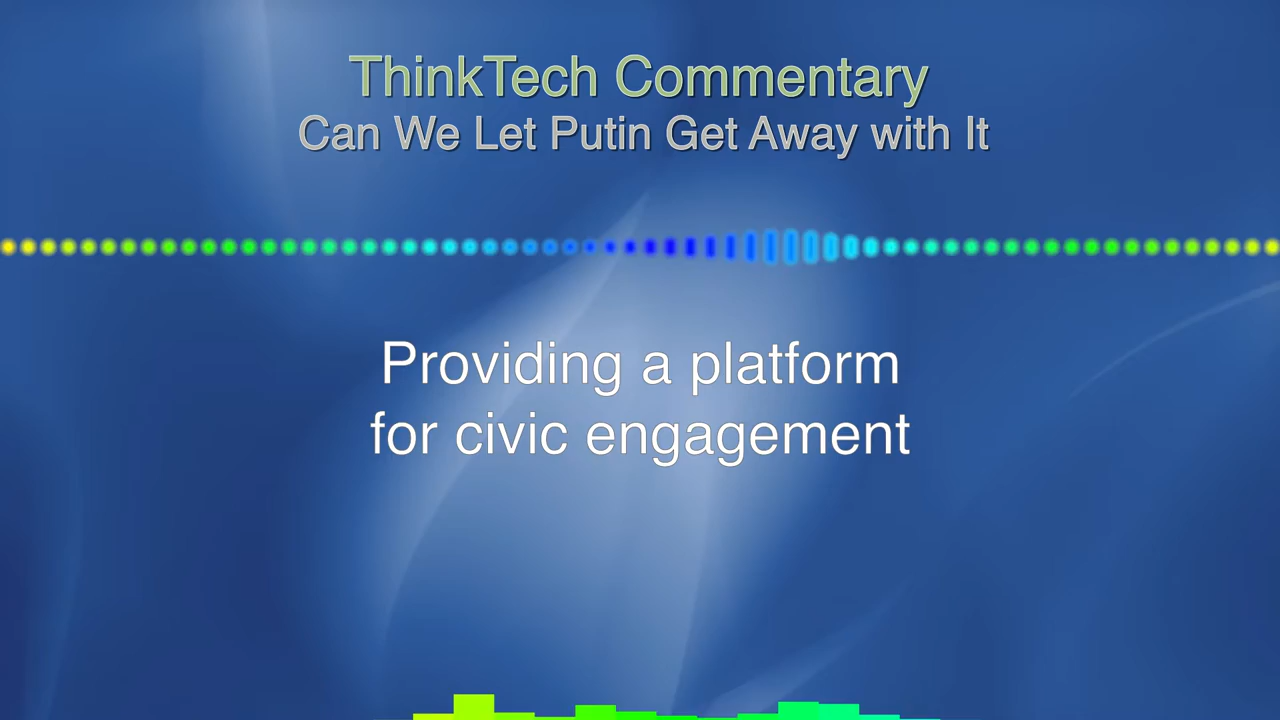 ThinkTech Commentary
Can We Let Putin Get Away with It
Providing a platform
for civic engagement